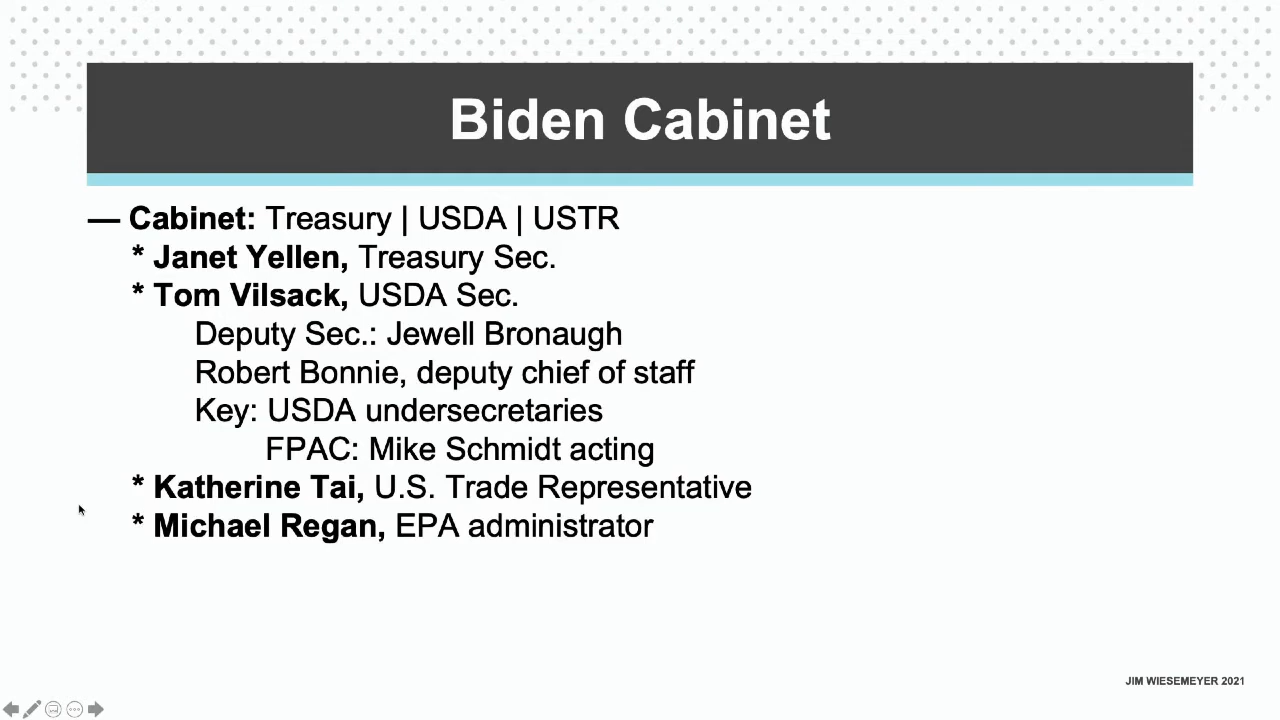 Biden Cabinet
— Cabinet: Treasury | USDA | USTR
* Janet Yellen, Treasury Sec.
* Tom Vilsack, USDA Sec.
Deputy Sec.: Jewell Bronaugh
Robert Bonnie, deputy chief of staff
Key: USDA undersecretaries
FPAC: Mike Schmidt acting
* Katherine Tai, U.S. Trade Representative
* Michael Regan, EPA administrator
JIM WIESEMEYER 2021